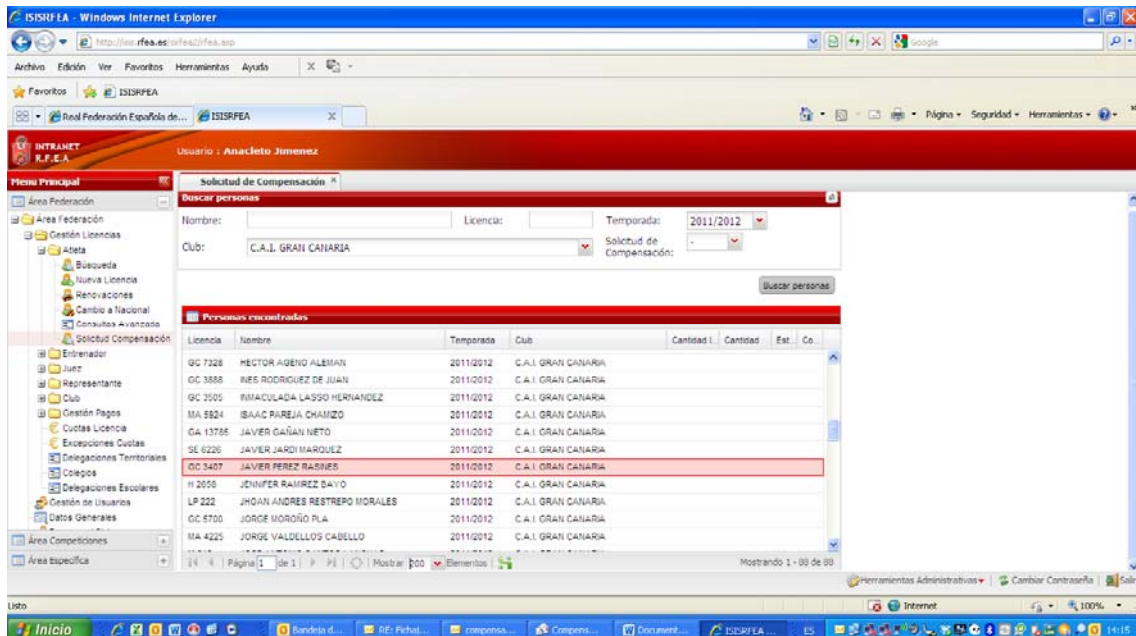 ISISRFEA - Windows Internet Explorer
Google
Archivo Edición Ver Favoritos Herramientas Ayuda
Favoritos ISISRFEA
Real Federación Española de... ISISRFEA Página Seguridad Herramientas
INTRANET
R.F.E.A
Usuario : Anacleto Jimenez
Menu Principal Solicitud de Compensación
Área Federación
Área Federación
Gestión Licencias
Atleta
Búsqueda
Nueva Licencia
Renovaciones
Cambio a Nacional
Consultas Avanzada
Solicitud Compensación
Entrenador
Juez
Representante
Club
Gestión Pagos
Cuotas Licencia
Excepciones Cuotas
Delegaciones Territoriales
Colegios
Delegaciones Escolares
Gestión de Usuarios
Datos Generales
Área Competiciones
Área Específica
Buscar personas
Nombre: Licencia: Temporada: 2011/2012
Club: C.A.I. GRAN CANARIA Solicitud de Compensación: -
Buscar personas
Personas encontradas
Licencia Nombre Temporada Club Cantidad I... Cantidad Est... Co...
GC 7328 HECTOR AGENO ALEMAN 2011/2012 C.A.I. GRAN CANARIA
GC 3888 INES RODRIGUEZ DE JUAN 2011/2012 C.A.I. GRAN CANARIA
GC 3505 INMACULADA LASSO HERNANDEZ 2011/2012 C.A.I. GRAN CANARIA
MA 5924 ISAAC PAREJA CHAMIZO 2011/2012 C.A.I. GRAN CANARIA
GA 13785 JAVIER GAÑAN NETO 2011/2012 C.A.I. GRAN CANARIA
SE 6226 JAVIER JARDI MARQUEZ 2011/2012 C.A.I. GRAN CANARIA
GC 3407 JAVIER PEREZ RASINES 2011/2012 C.A.I. GRAN CANARIA
H 2658 JENNIFER RAMIREZ BAYO 2011/2012 C.A.I. GRAN CANARIA
LP 222 JHOAN ANDRES RESTREPO MORALES 2011/2012 C.A.I. GRAN CANARIA
GC 5700 JORGE MOROÑO PLA 2011/2012 C.A.I. GRAN CANARIA
MA 4225 JORGE VALDELLOS CABELLO 2011/2012 C.A.I. GRAN CANARIA
Página 1 de 1 Mostrar 200 Elementos Mostrando 1 - 88 de 88
Herramientas Administrativas Cambiar Contraseña Salir
Listo Internet 100%
Inicio Bandeja d... RE: Fichaj... compensa... Compens... Document... ISISRFEA ... ES 14:15